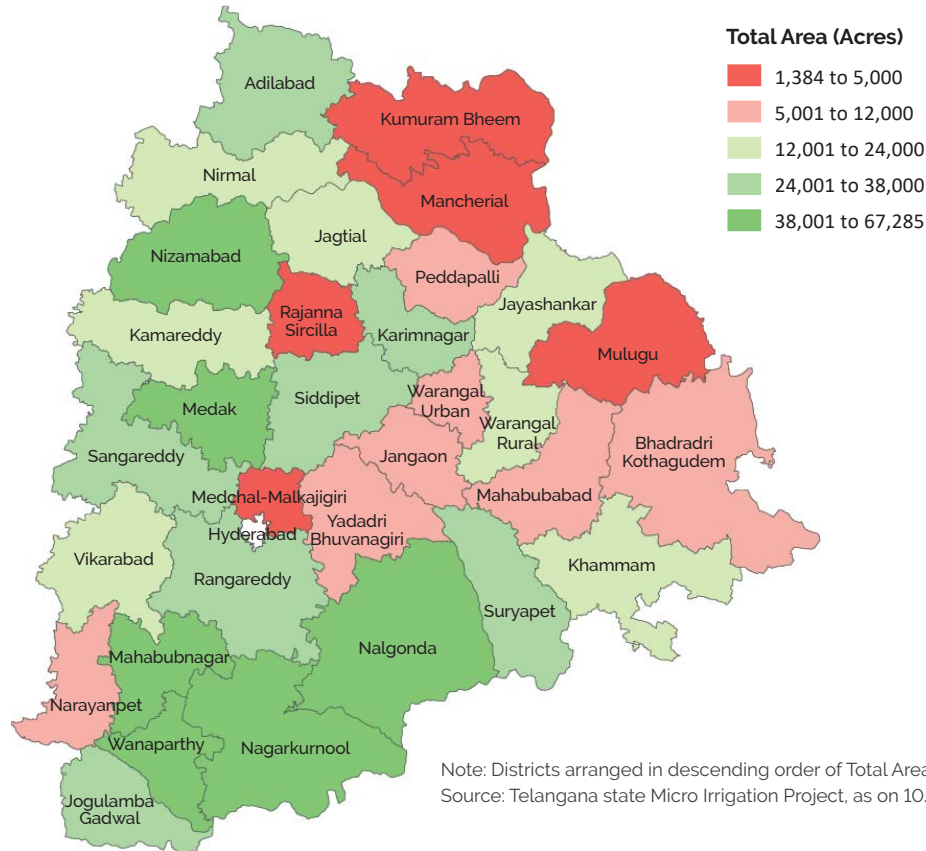 Total Area (Acres)
1,384 to 5,000
5,001 to 12,000
12,001 to 24,000
24,001 to 38,000
38,001 to 67,285
Adilabad
Kumuram Bheem
Nirmal
Mancherial
Jagtial
Nizamabad
Peddapalli
Jayashankar
Rajanna
Sircilla
Karimnagar
Kamareddy
Mulugu
Siddipet
Medak
Warangal
Urban
Warangal
Rural
Bhadradri
Kothagudem
Jangaon
Sangareddy
Mahabubabad
Medchal-Malkajigiri
Yadadri
Bhuvanagiri
Hyderabad
Vikarabad
Khammam
Rangareddy
Suryapet
Nalgonda
Mahabubnagar
Narayanpet
Wanaparthy
Nagarkurnool
Jogulamba
Gadwal
Note: Districts arranged in descending order of Total Area
Source: Telangana state Micro Irrigation Project, as on 10.